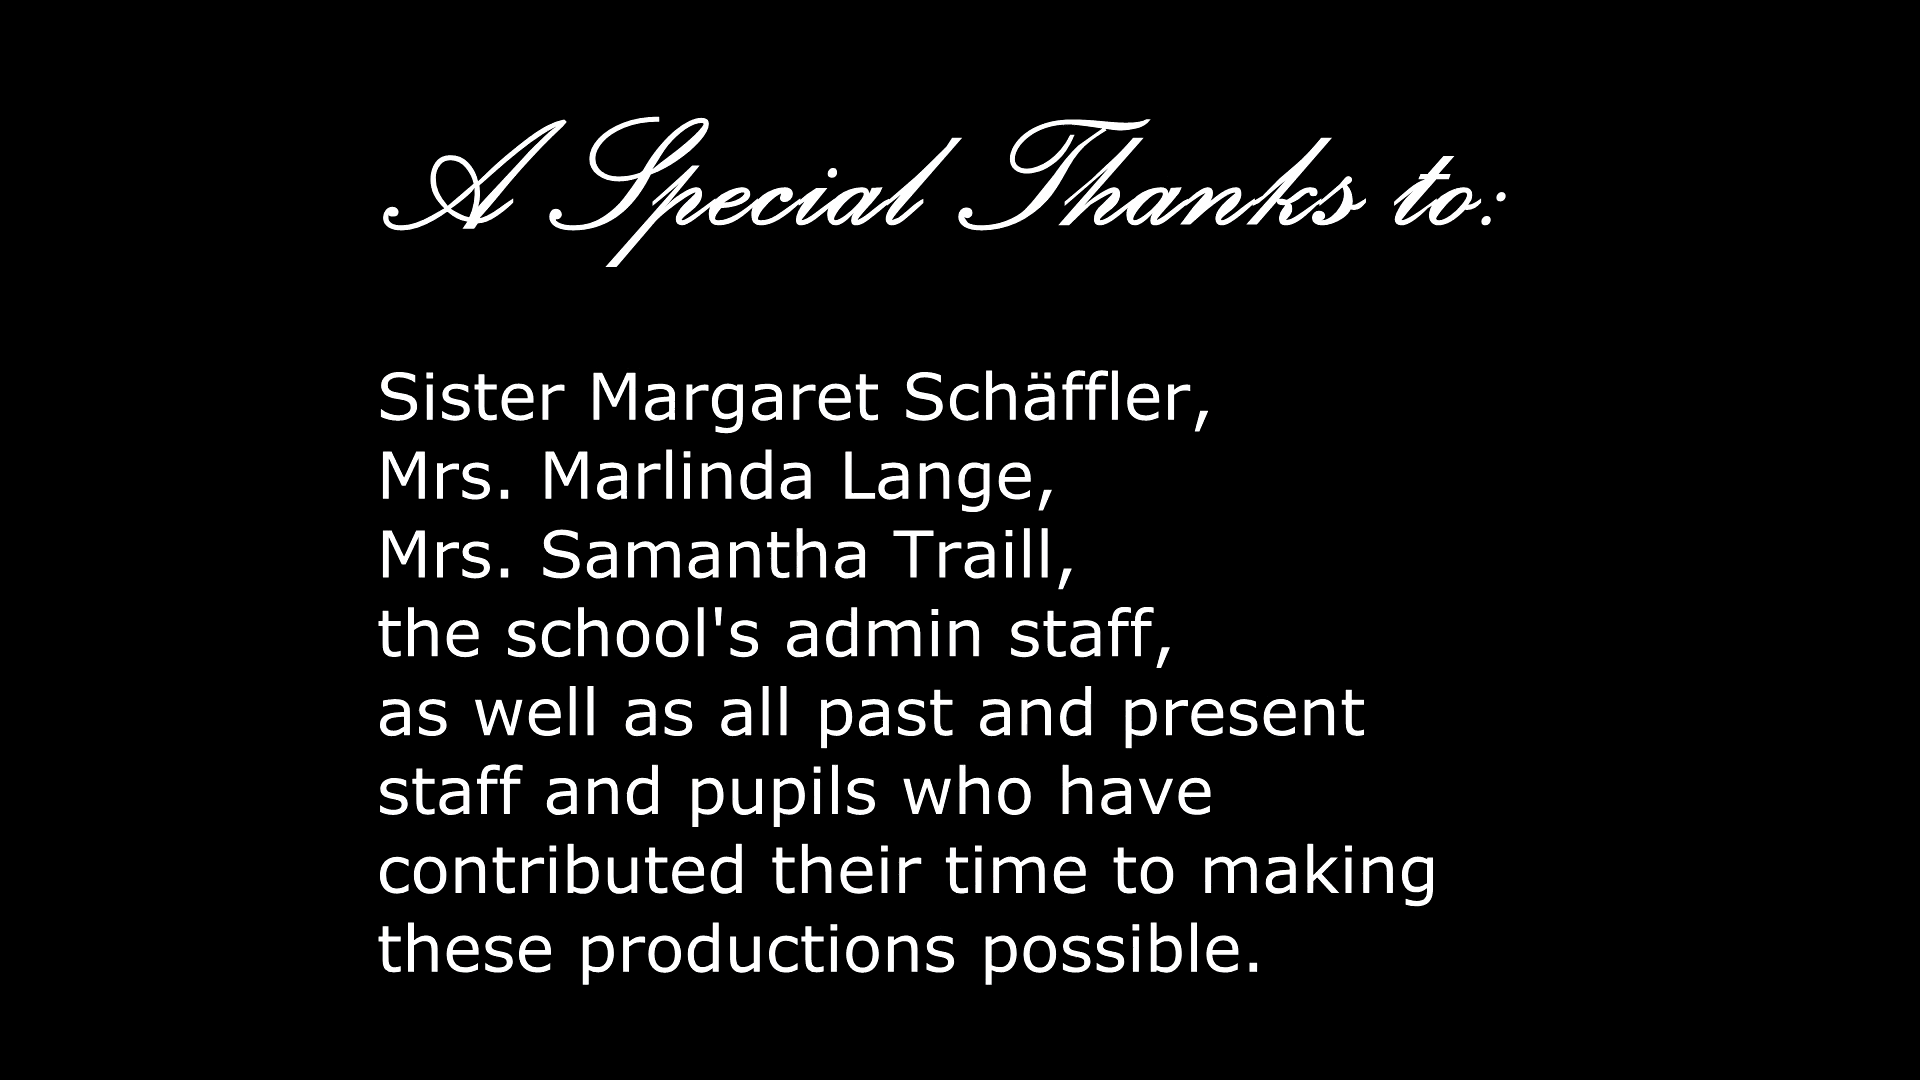 A Special Thanks to:
Sister Margaret Schäffler,
Mrs. Marlinda Lange,
Mrs. Samantha Traill,
the school's admin staff,
as well as all past and present
staff and pupils who have
contributed their time to making
these productions possible.